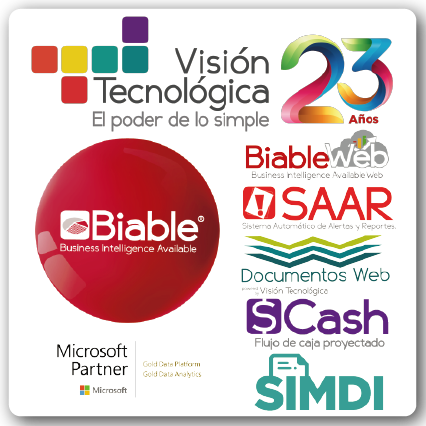 Visión
Tecnológica
El poder de lo simple
23
Años
Biable®
Business Intelligence Available
BiableWeb
Business Intelligence Available web
SAAR
Sistema Automático de Alertas y Reportes.
Documentos Web
Visión Tecnológica
$Cash
Flujo de caja proyectado
SIMDI
Microsoft
Partner
Gold Data Platform
Gold Data Analytics
Microsoft